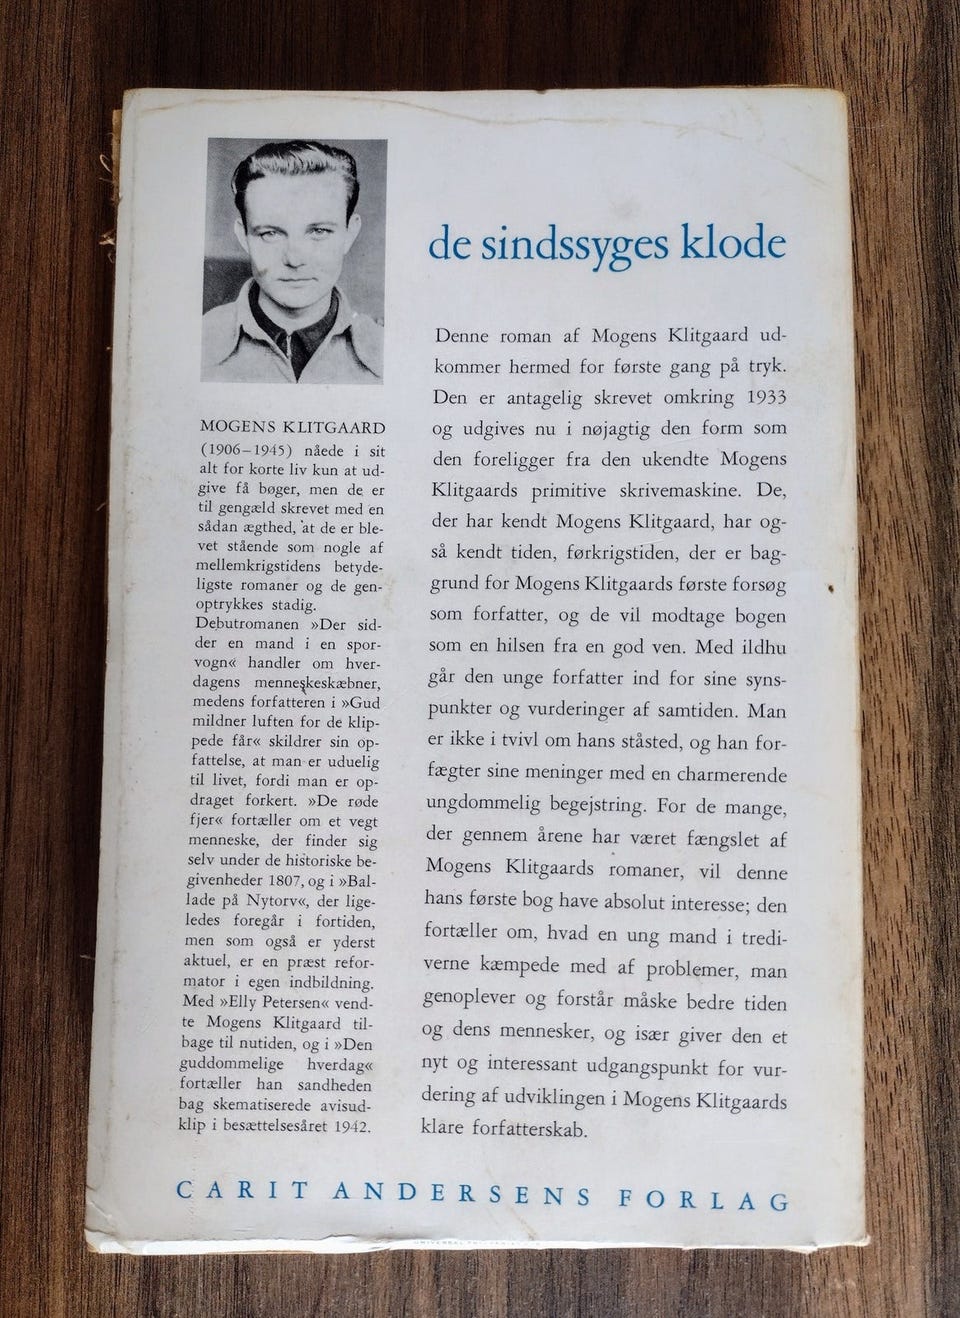 MOGENS KLITGAARD
(1906–1945) nåede i sit
alt for korte liv kun at ud-
give få bøger, men de er
til gengæld skrevet med en
sådan ægthed, at de er ble-
vet stående som nogle af
mellemkrigstidens betyde-
ligste romaner og de gen-
optrykkes stadig.
Debutromanen »Der sid-
der en mand i en spor-
vogn« handler om hver-
dagens menneskeskæbner,
medens forfatteren i »Gud
mildner luften for de klip-
pede får« skildrer sin op-
fattelse, at man er uduelig
til livet, fordi man er op-
draget forkert. »De røde
fjer« fortæller om et vegt
menneske, der finder sig
selv under de historiske be-
givenheder 1807, og i »Bal-
lade på Nytorv«, der lige-
ledes foregår i fortiden,
men som også er yderst
aktuel, er en præst refor-
mator i egen indbildning.
Med »Elly Petersen« vend-
te Mogens Klitgaard til-
bage til nutiden, og i »Den
guddommelige hverdag«
fortæller han sandheden
bag skematiserede avisud-
klip i besættelsesåret 1942.
de sindssyges klode
Denne roman af Mogens Klitgaard ud-
kommer hermed for første gang på tryk.
Den er antagelig skrevet omkring 1933
og udgives nu i nøjagtig den form som
den foreligger fra den ukendte Mogens
Klitgaards primitive skrivemaskine. De,
der har kendt Mogens Klitgaard, har og-
så kendt tiden, førkrigstiden, der er bag-
grund for Mogens Klitgaards første forsøg
som forfatter, og de vil modtage bogen
som en hilsen fra en god ven. Med ildhu
går den unge forfatter ind for sine syns-
punkter og vurderinger af samtiden. Man
er ikke i tvivl om hans ståsted, og han for-
fægter sine meninger med en charmerende
ungdommelig begejstring. For de mange,
der gennem årene har været fængslet af
Mogens Klitgaards romaner, vil denne
hans første bog have absolut interesse; den
fortæller om, hvad en ung mand i tredi-
verne kæmpede med af problemer, man
genoplever og forstår måske bedre tiden
og dens mennesker, og især giver den et
nyt og interessant udgangspunkt for vur-
dering af udviklingen i Mogens Klitgaards
klare forfatterskab.
CARIT ANDERSENS FORLAG